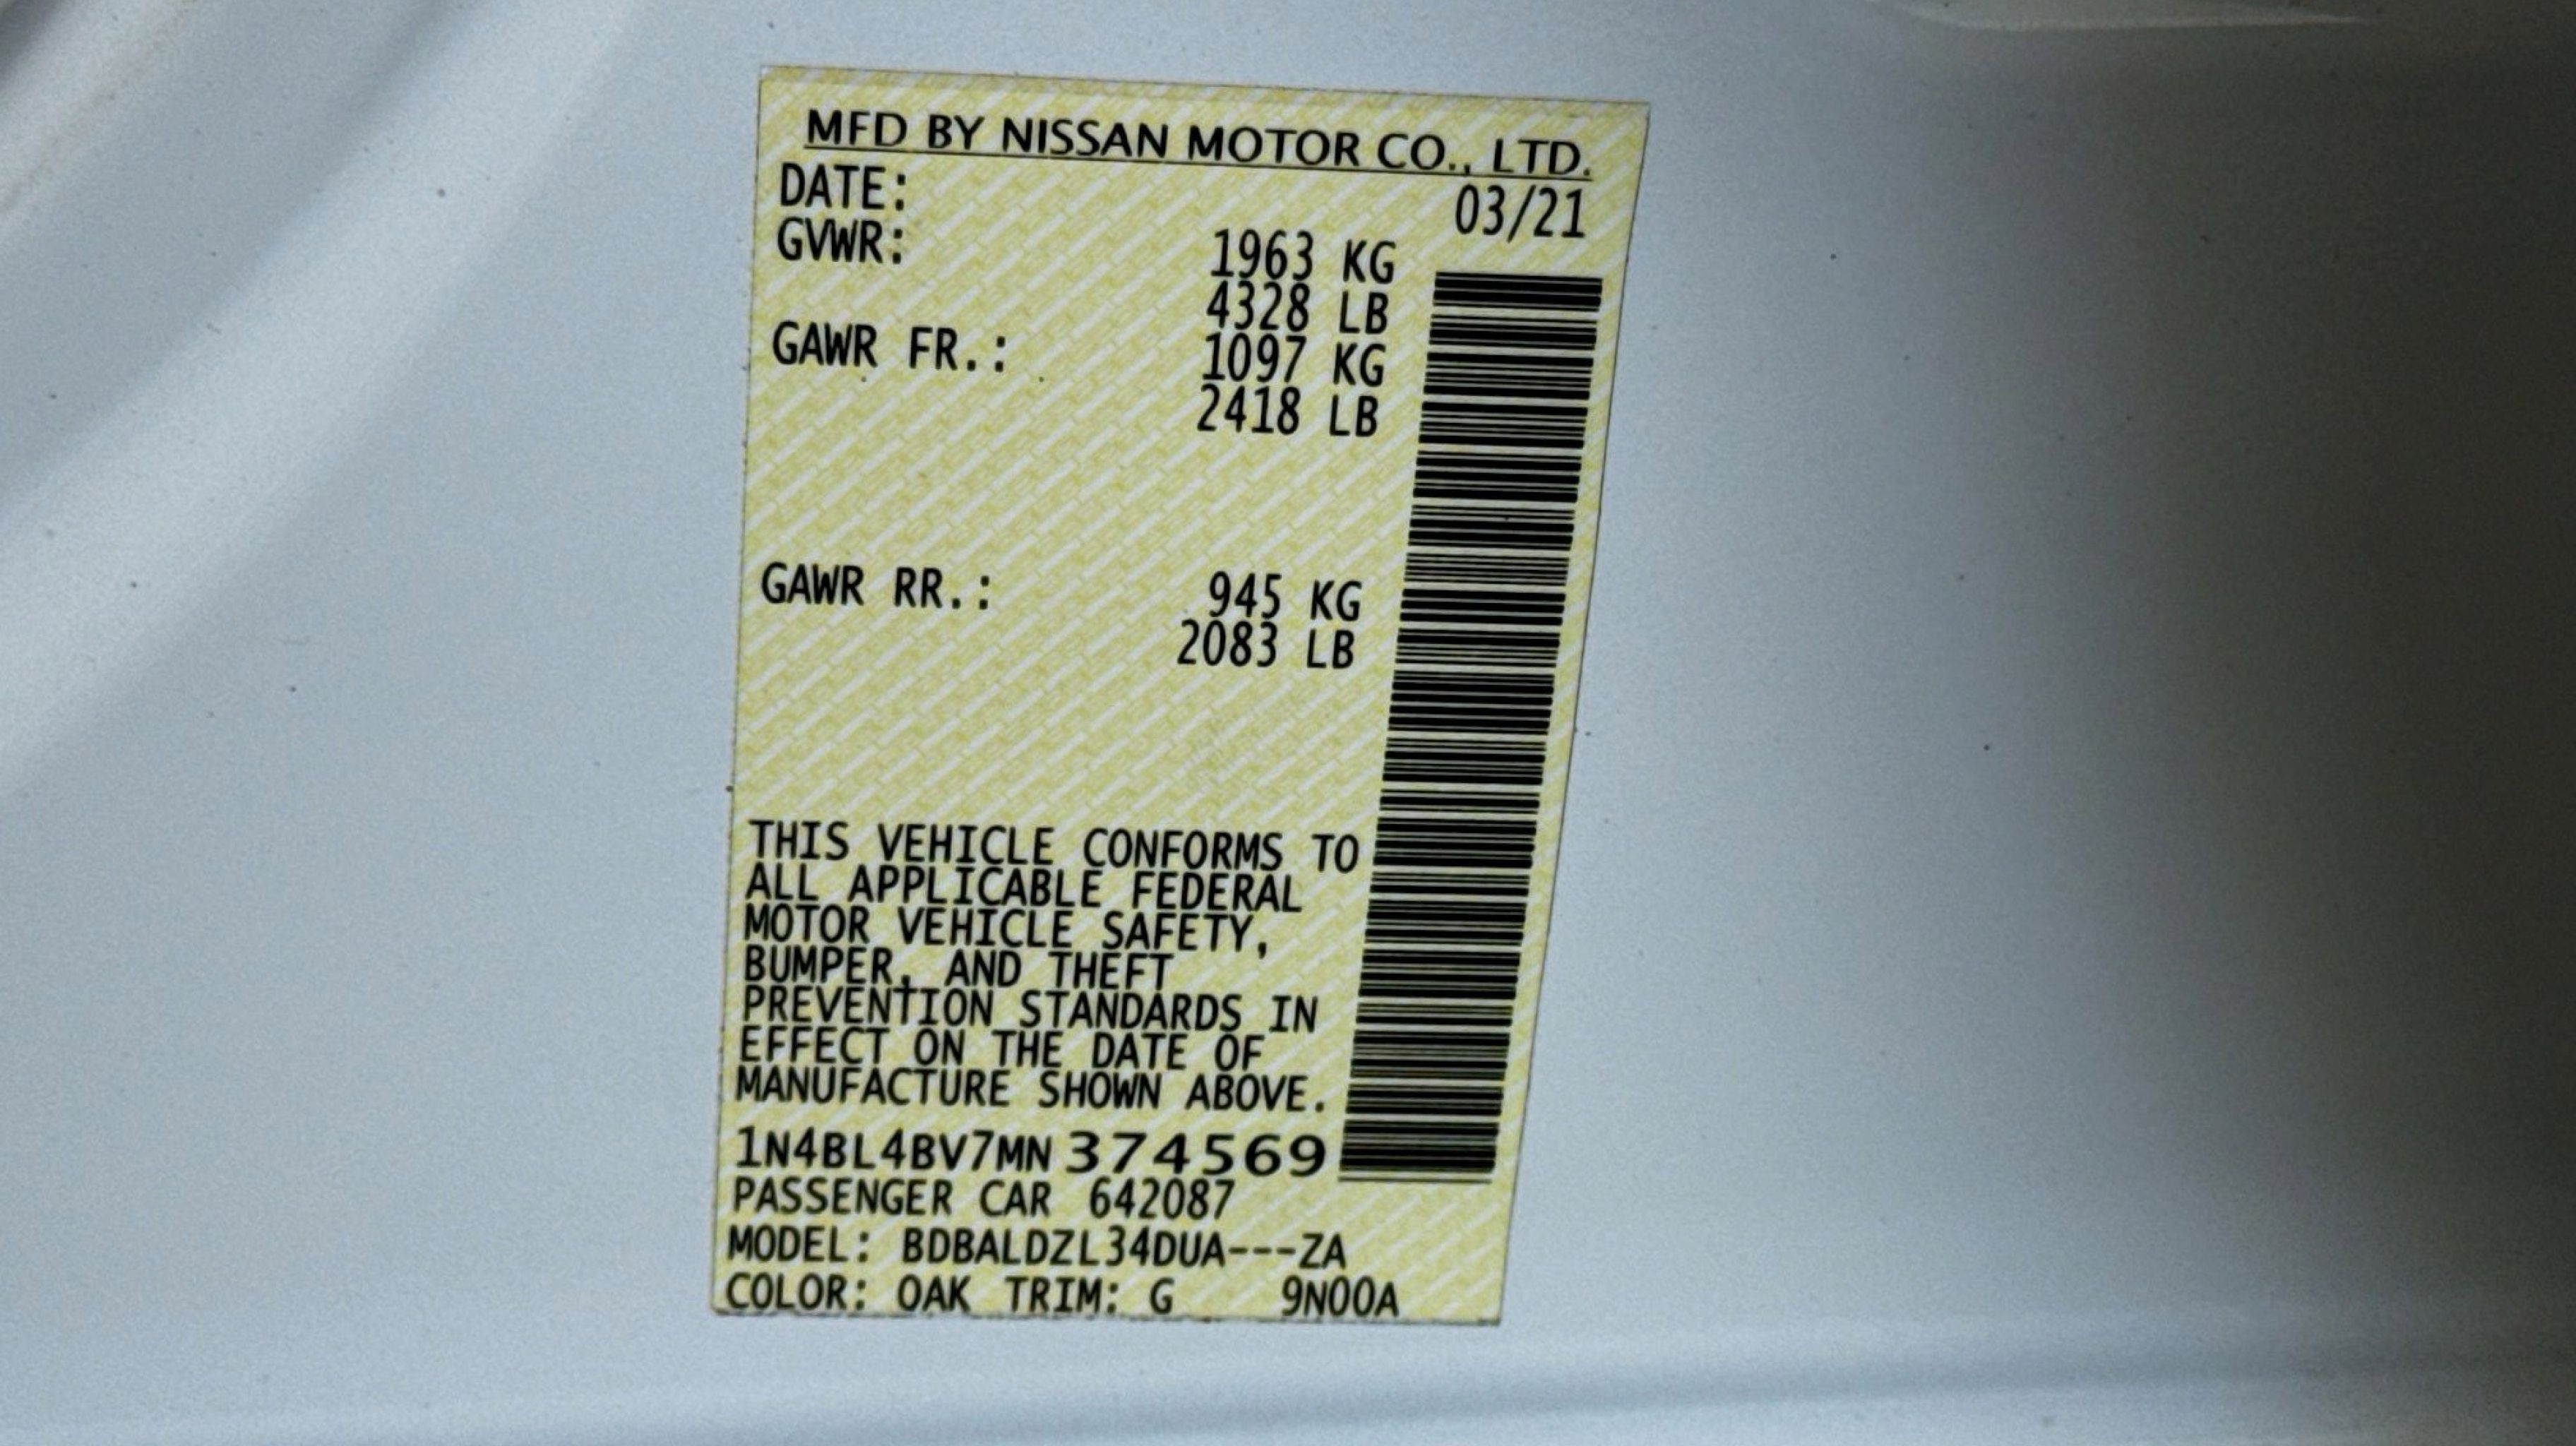 MFD BY NISSAN MOTOR CO., LTD.
DATE: 03/21
GVWR: 1963 KG
4328 LB
GAWR FR.: 1097 KG
2418 LB
GAWR RR.: 945 KG
2083 LB
THIS VEHICLE CONFORMS TO
ALL APPLICABLE FEDERAL
MOTOR VEHICLE SAFETY,
BUMPER, AND THEFT
PREVENTION STANDARDS IN
EFFECT ON THE DATE OF
MANUFACTURE SHOWN ABOVE.
1N4BL4BV7MN374569
PASSENGER CAR 642087
MODEL: BDBALDZL34DUA---ZA
COLOR: QAK TRIM: G 9N00A